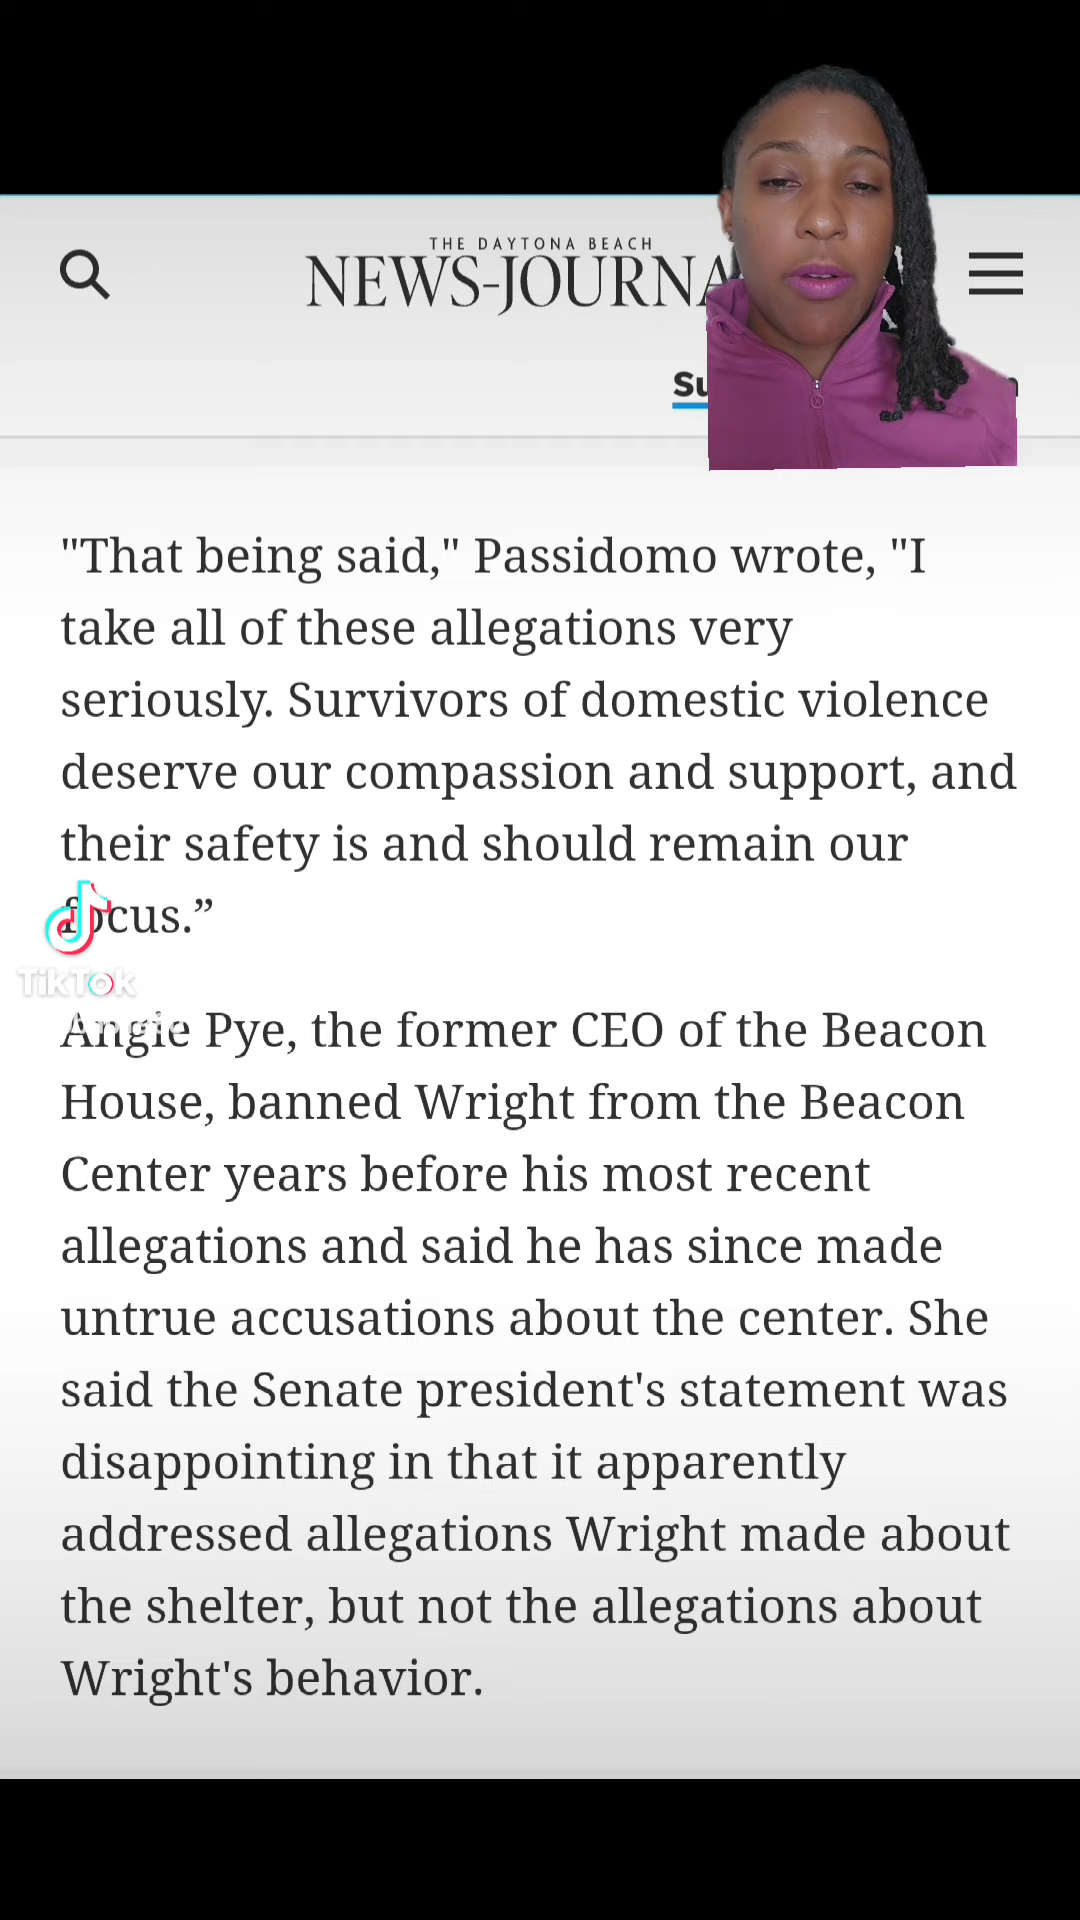 THE DAYTONA BEACH
NEWS-JOURNA
Su
"That being said," Passidomo wrote, "I
take all of these allegations very
seriously. Survivors of domestic violence
deserve our compassion and support, and
their safety is and should remain our
focus.”
TikTok
Angie Pye, the former CEO of the Beacon
House, banned Wright from the Beacon
Center years before his most recent
allegations and said he has since made
untrue accusations about the center. She
said the Senate president's statement was
disappointing in that it apparently
addressed allegations Wright made about
the shelter, but not the allegations about
Wright's behavior.